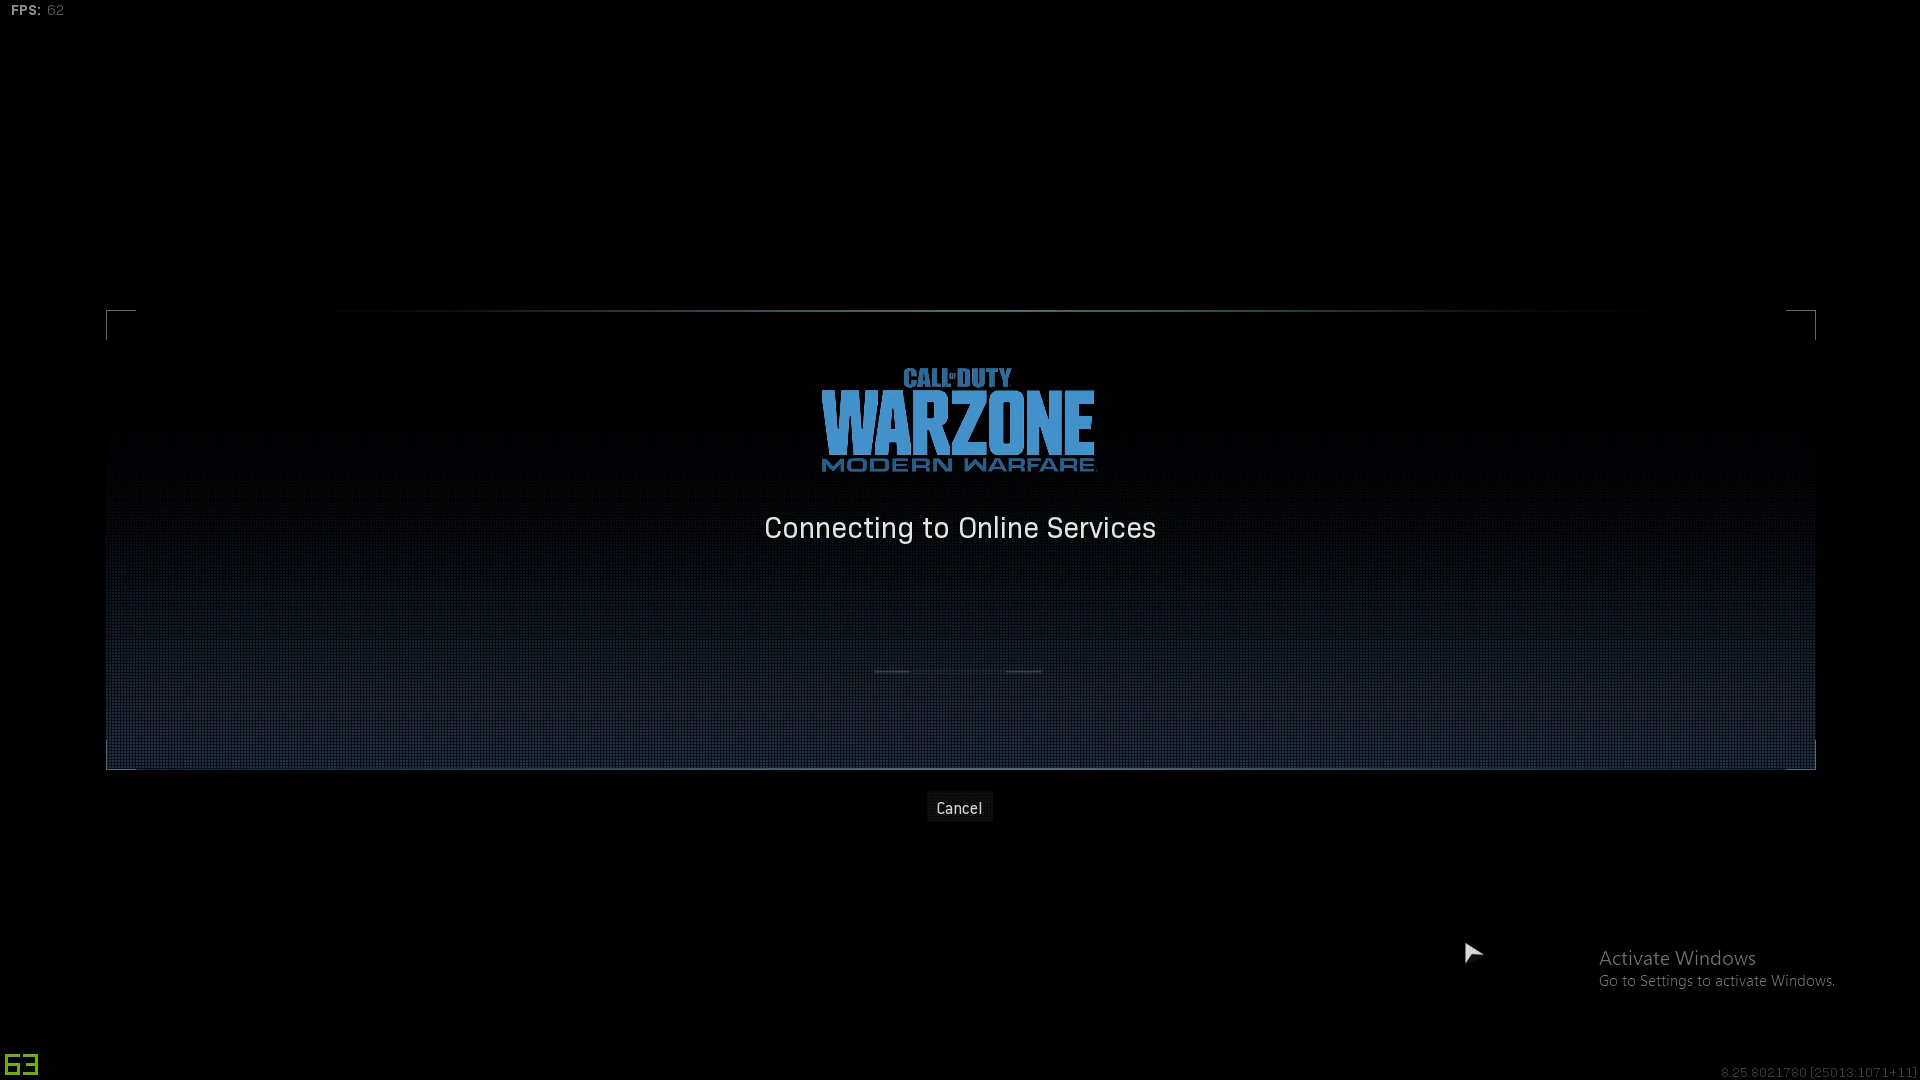 FPS: 62
CALL OF DUTY
WARZONE
MODERN WARFARE
Connecting to Online Services
Cancel
Activate Windows
Go to Settings to activate Windows.
63
8.25.8021780 [25013:1071+11]